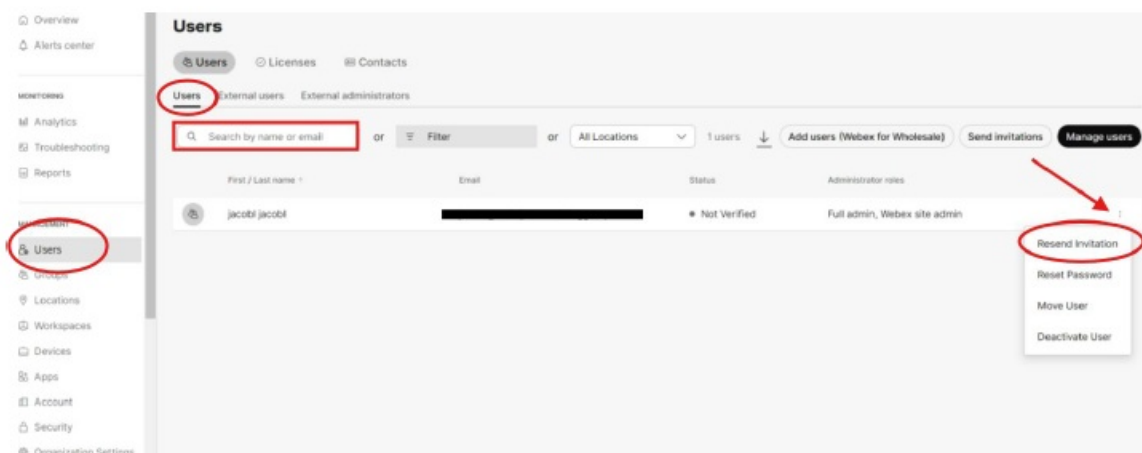 Overview
Alerts center
MONITORING
Analytics
Troubleshooting
Reports
MANAGEMENT
Users
Groups
Locations
Workspaces
Devices
Apps
Account
Security
Organization Settings
Users
Users Licenses Contacts
Users External users External administrators
Search by name or email or Filter or All Locations 1 users Add users (Webex for Wholesale) Send invitations Manage users
First / Last name ↑ Email Status Administrator roles
jacobl jacobl Not Verified Full admin, Webex site admin
Resend Invitation
Reset Password
Move User
Deactivate User